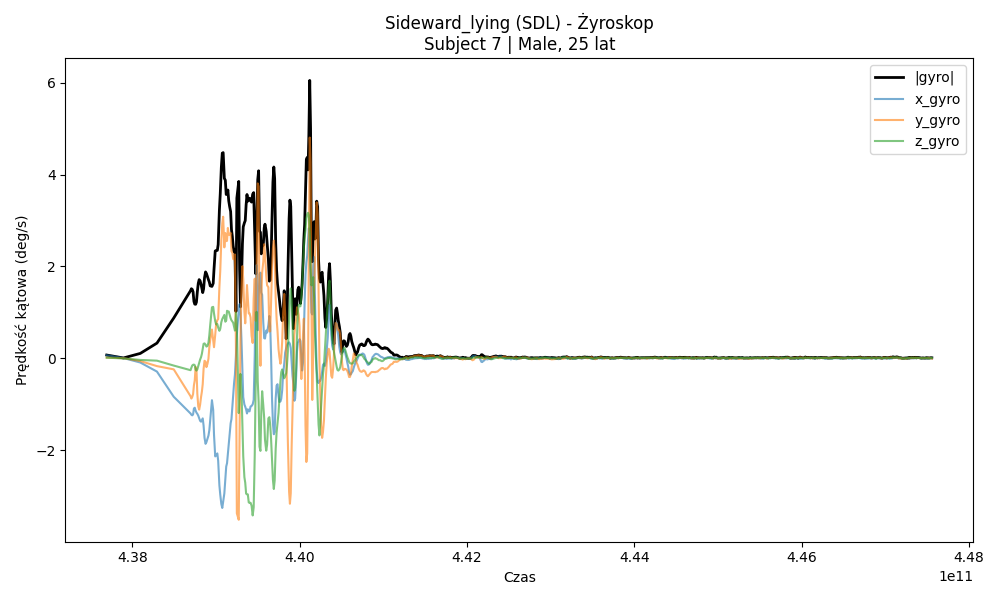 Sideward_lying (SDL) - Żyroskop
Subject 7 | Male, 25 lat
|gyro|
x_gyro
y_gyro
z_gyro
Prędkość kątowa (deg/s)
6
4
2
0
−2
4.38
4.40
4.42
4.44
4.46
4.48
1e11
Czas